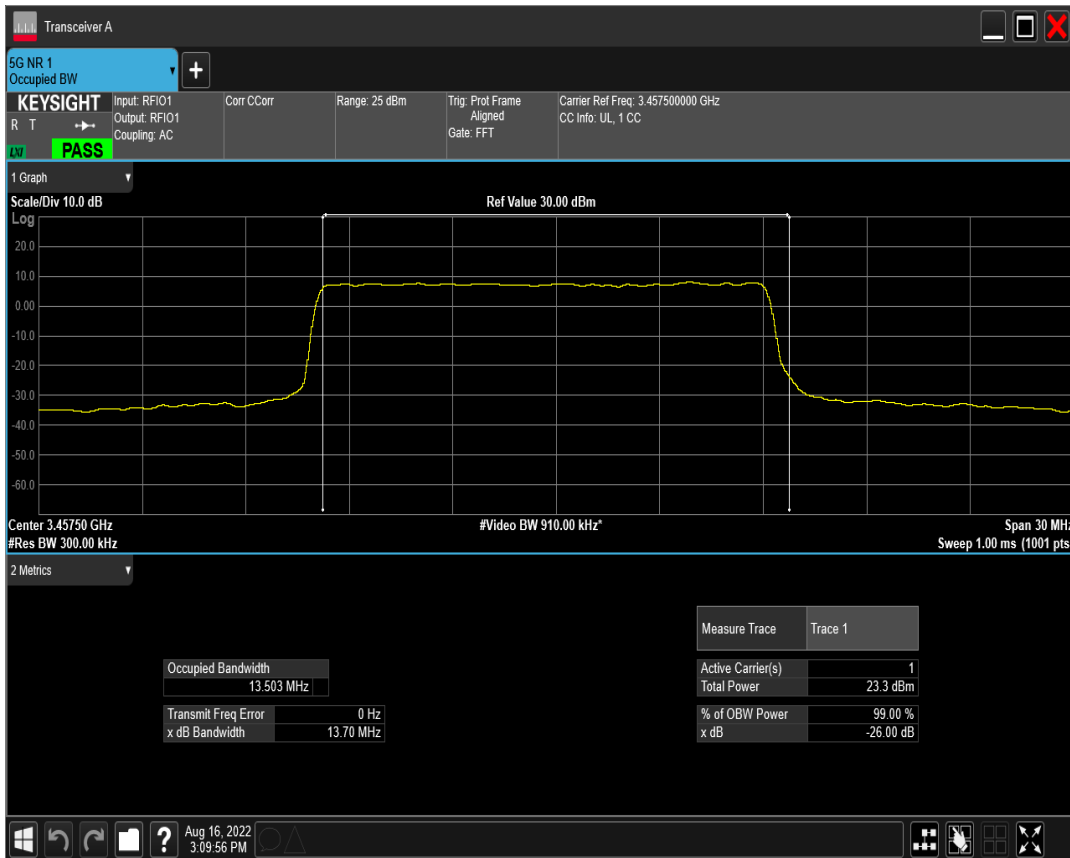 Transceiver A
5G NR 1
Occupied BW
+
KEYSIGHT
R T
LXI
PASS
Input: RFIO1
Output: RFIO1
Coupling: AC
Corr CCorr
Range: 25 dBm
Trig: Prot Frame
Aligned
Gate: FFT
Carrier Ref Freq: 3.457500000 GHz
CC Info: UL, 1 CC
1 Graph
Scale/Div 10.0 dB
Ref Value 30.00 dBm
Log
20.0
10.0
0.00
-10.0
-20.0
-30.0
-40.0
-50.0
-60.0
Center 3.45750 GHz
#Video BW 910.00 kHz*
Span 30 MHz
#Res BW 300.00 kHz
Sweep 1.00 ms (1001 pts
2 Metrics
Measure Trace Trace 1
Occupied Bandwidth
13.503 MHz
Active Carrier(s) 1
Total Power 23.3 dBm
Transmit Freq Error 0 Hz
x dB Bandwidth 13.70 MHz
% of OBW Power 99.00 %
x dB -26.00 dB
?
Aug 16, 2022
3:09:56 PM